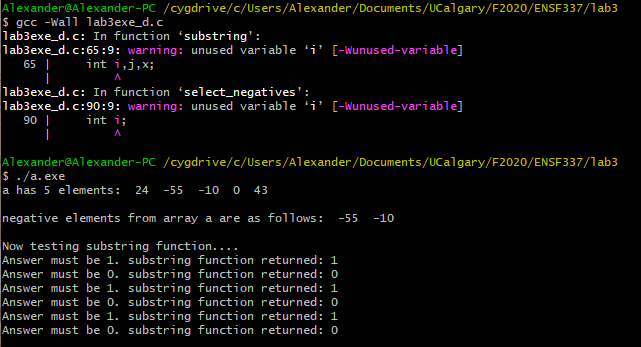 Alexander@Alexander-PC /cygdrive/c/Users/Alexander/Documents/UCalgary/F2020/ENSF337/lab3
$ gcc -Wall lab3exe_d.c
lab3exe_d.c: In function ‘substring’:
lab3exe_d.c:65:9: warning: unused variable ‘i’ [-Wunused-variable]
   65 |     int i,j,x;
      |         ^
lab3exe_d.c: In function ‘select_negatives’:
lab3exe_d.c:90:9: warning: unused variable ‘i’ [-Wunused-variable]
   90 |     int i;
      |         ^
Alexander@Alexander-PC /cygdrive/c/Users/Alexander/Documents/UCalgary/F2020/ENSF337/lab3
$ ./a.exe
a has 5 elements:  24  -55  -10  0  43
negative elements from array a are as follows:  -55  -10
Now testing substring function....
Answer must be 1. substring function returned: 1
Answer must be 0. substring function returned: 0
Answer must be 1. substring function returned: 1
Answer must be 0. substring function returned: 0
Answer must be 1. substring function returned: 1
Answer must be 0. substring function returned: 0